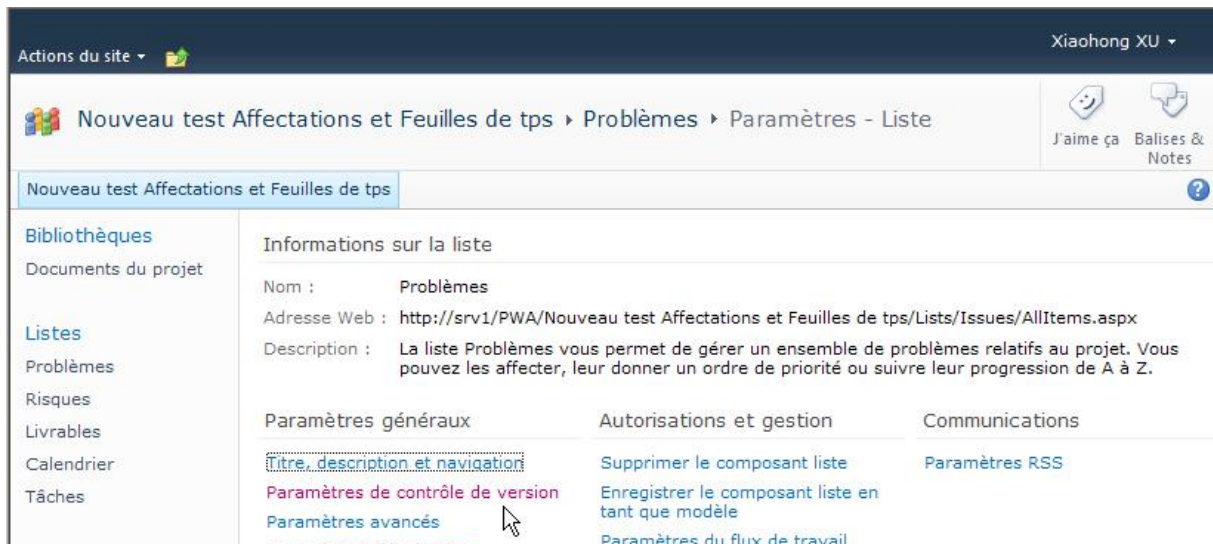 Xiaohong XU
Actions du site
Nouveau test Affectations et Feuilles de tps ▸ Problèmes ▸ Paramètres - Liste
J'aime ça
Balises &
Notes
Nouveau test Affectations et Feuilles de tps
Bibliothèques
Documents du projet
Listes
Problèmes
Risques
Livrables
Calendrier
Tâches
Informations sur la liste
Nom : Problèmes
Adresse Web : http://srv1/PWA/Nouveau test Affectations et Feuilles de tps/Lists/Issues/AllItems.aspx
Description : La liste Problèmes vous permet de gérer un ensemble de problèmes relatifs au projet. Vous
pouvez les affecter, leur donner un ordre de priorité ou suivre leur progression de A à Z.
Paramètres généraux
Titre, description et navigation
Paramètres de contrôle de version
Paramètres avancés
Autorisations et gestion
Supprimer le composant liste
Enregistrer le composant liste en
tant que modèle
Paramètres du flux de travail
Communications
Paramètres RSS